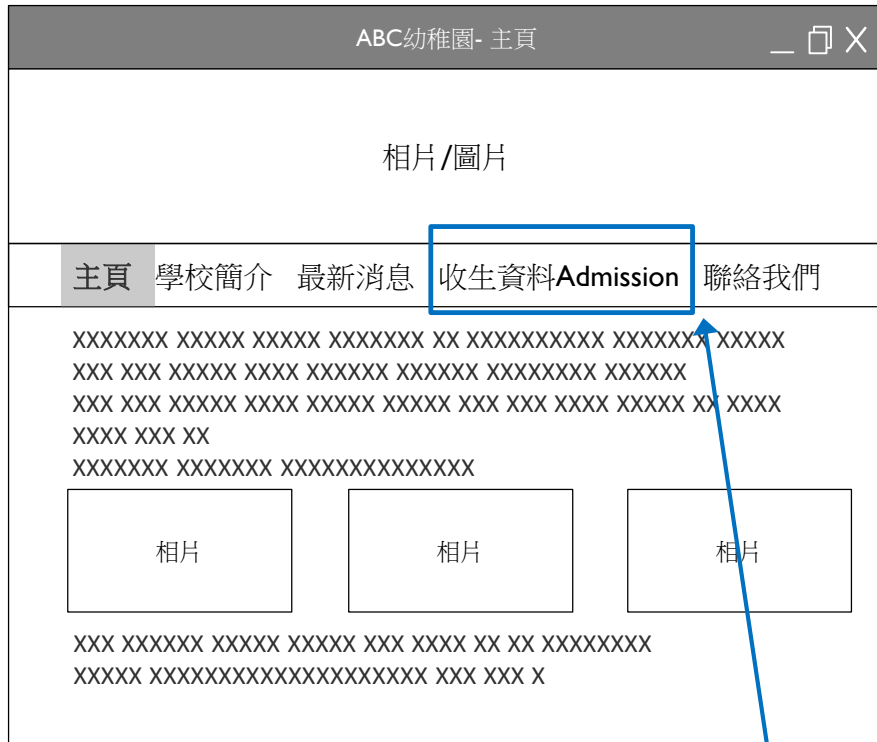 ABC幼稚園- 主頁
相片/圖片
主頁 學校簡介 最新消息 收生資料Admission 聯絡我們
XXXXXXX XXXXX XXXXX XXXXXXX XX XXXXXXXXXX XXXXXXX XXXXX
XXX XXX XXXXX XXXX XXXXXX XXXXXX XXXXXXXX XXXXXX
XXX XXX XXXXX XXXX XXXXX XXXXX XXX XXX XXXX XXXXX XX XXXX
XXXX XXX XX
XXXXXXX XXXXXXX XXXXXXXXXXXXXX
相片 相片 相片
XXX XXXXXX XXXXX XXXXX XXX XXXX XX XX XXXXXXXX
XXXXX XXXXXXXXXXXXXXXXXXXX XXX XXX X